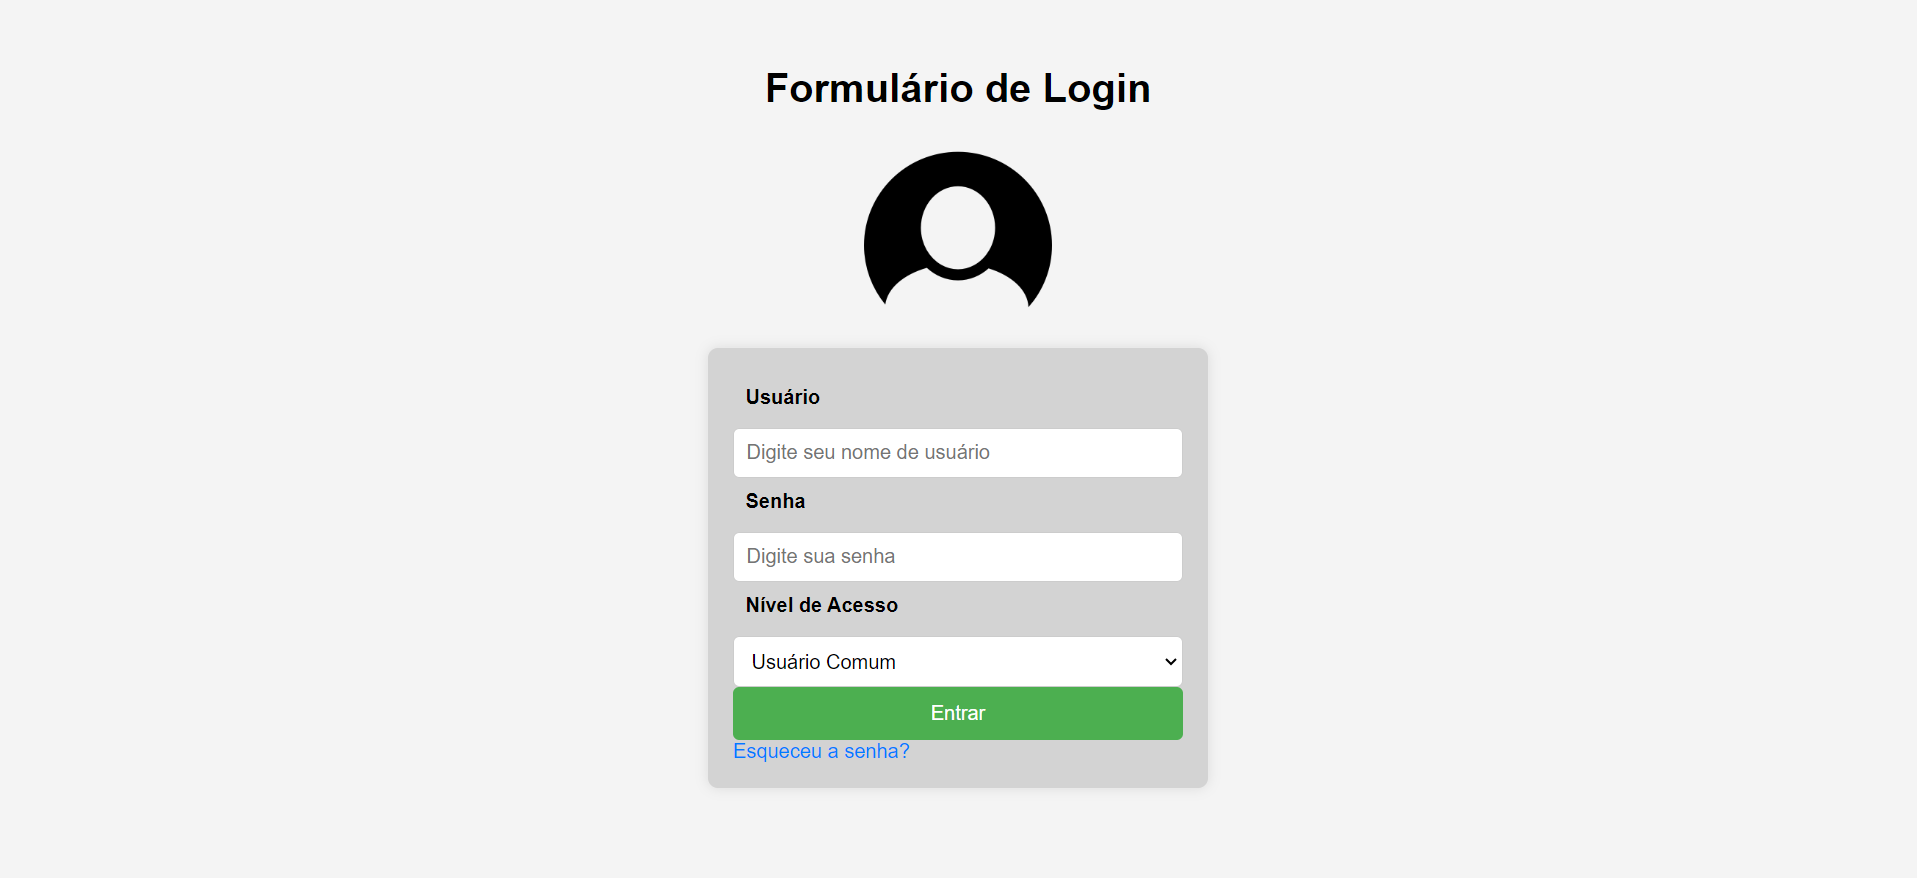 Formulário de Login
Usuário
Digite seu nome de usuário
Senha
Digite sua senha
Nível de Acesso
Usuário Comum
Entrar
Esqueceu a senha?